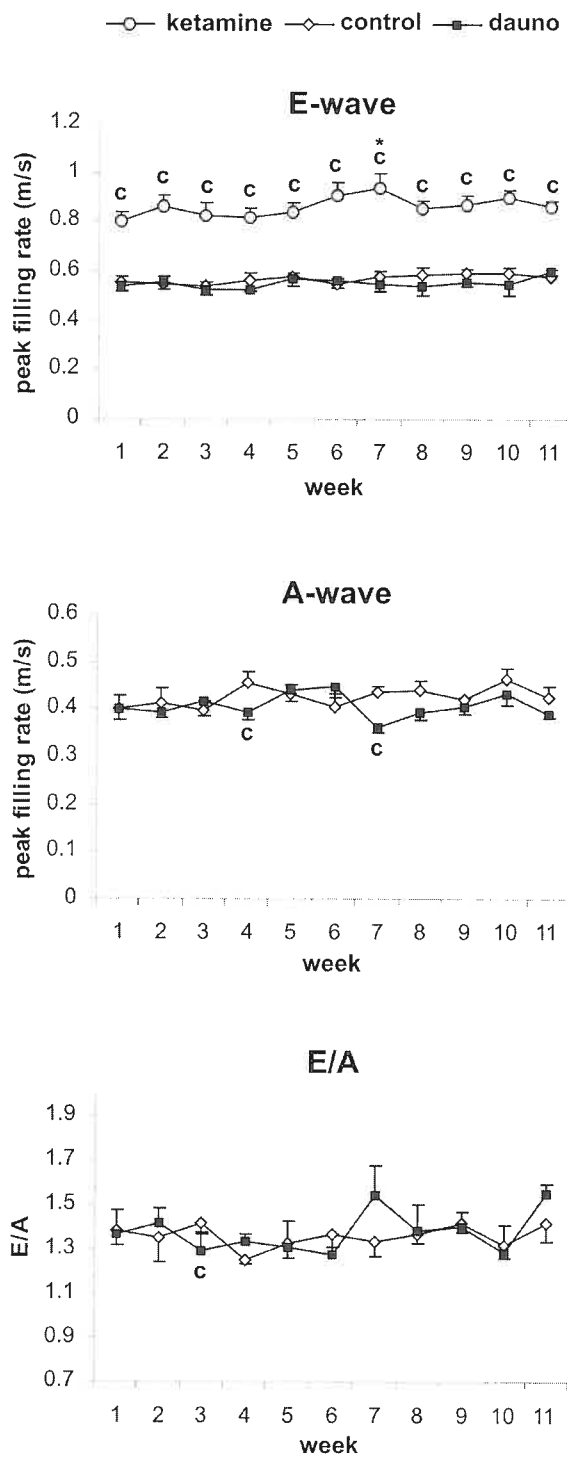 ketamine control dauno
E-wave
1.2
1
0.8
0.6
0.4
0.2
0
peak filling rate (m/s)
*
c c c c c c c c c c c
1 2 3 4 5 6 7 8 9 10 11
week
A-wave
0.6
0.5
0.4
0.3
0.2
0.1
0
peak filling rate (m/s)
c c
1 2 3 4 5 6 7 8 9 10 11
week
E/A
1.9
1.7
1.5
1.3
1.1
0.9
0.7
E/A
c
1 2 3 4 5 6 7 8 9 10 11
week